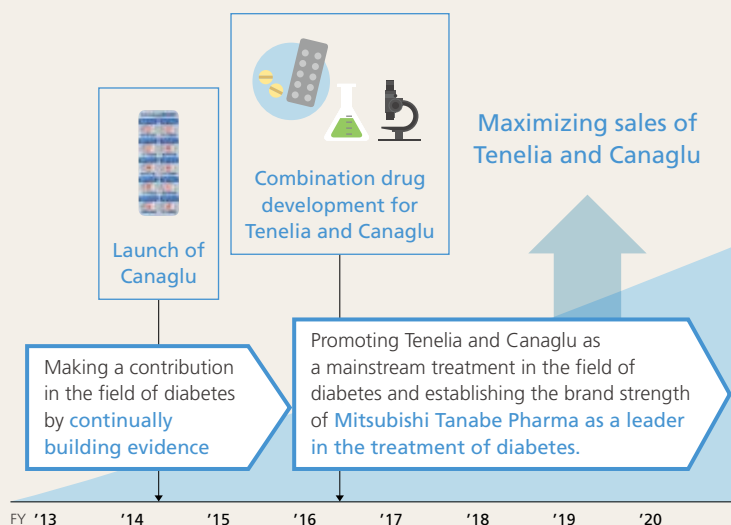 Launch of
Canaglu
Combination drug
development for
Tenelia and Canaglu
Maximizing sales of
Tenelia and Canaglu
Making a contribution
in the field of diabetes
by continually
building evidence
Promoting Tenelia and Canaglu as
a mainstream treatment in the field of
diabetes and establishing the brand strength
of Mitsubishi Tanabe Pharma as a leader
in the treatment of diabetes.
FY '13 '14 '15 '16 '17 '18 '19 '20